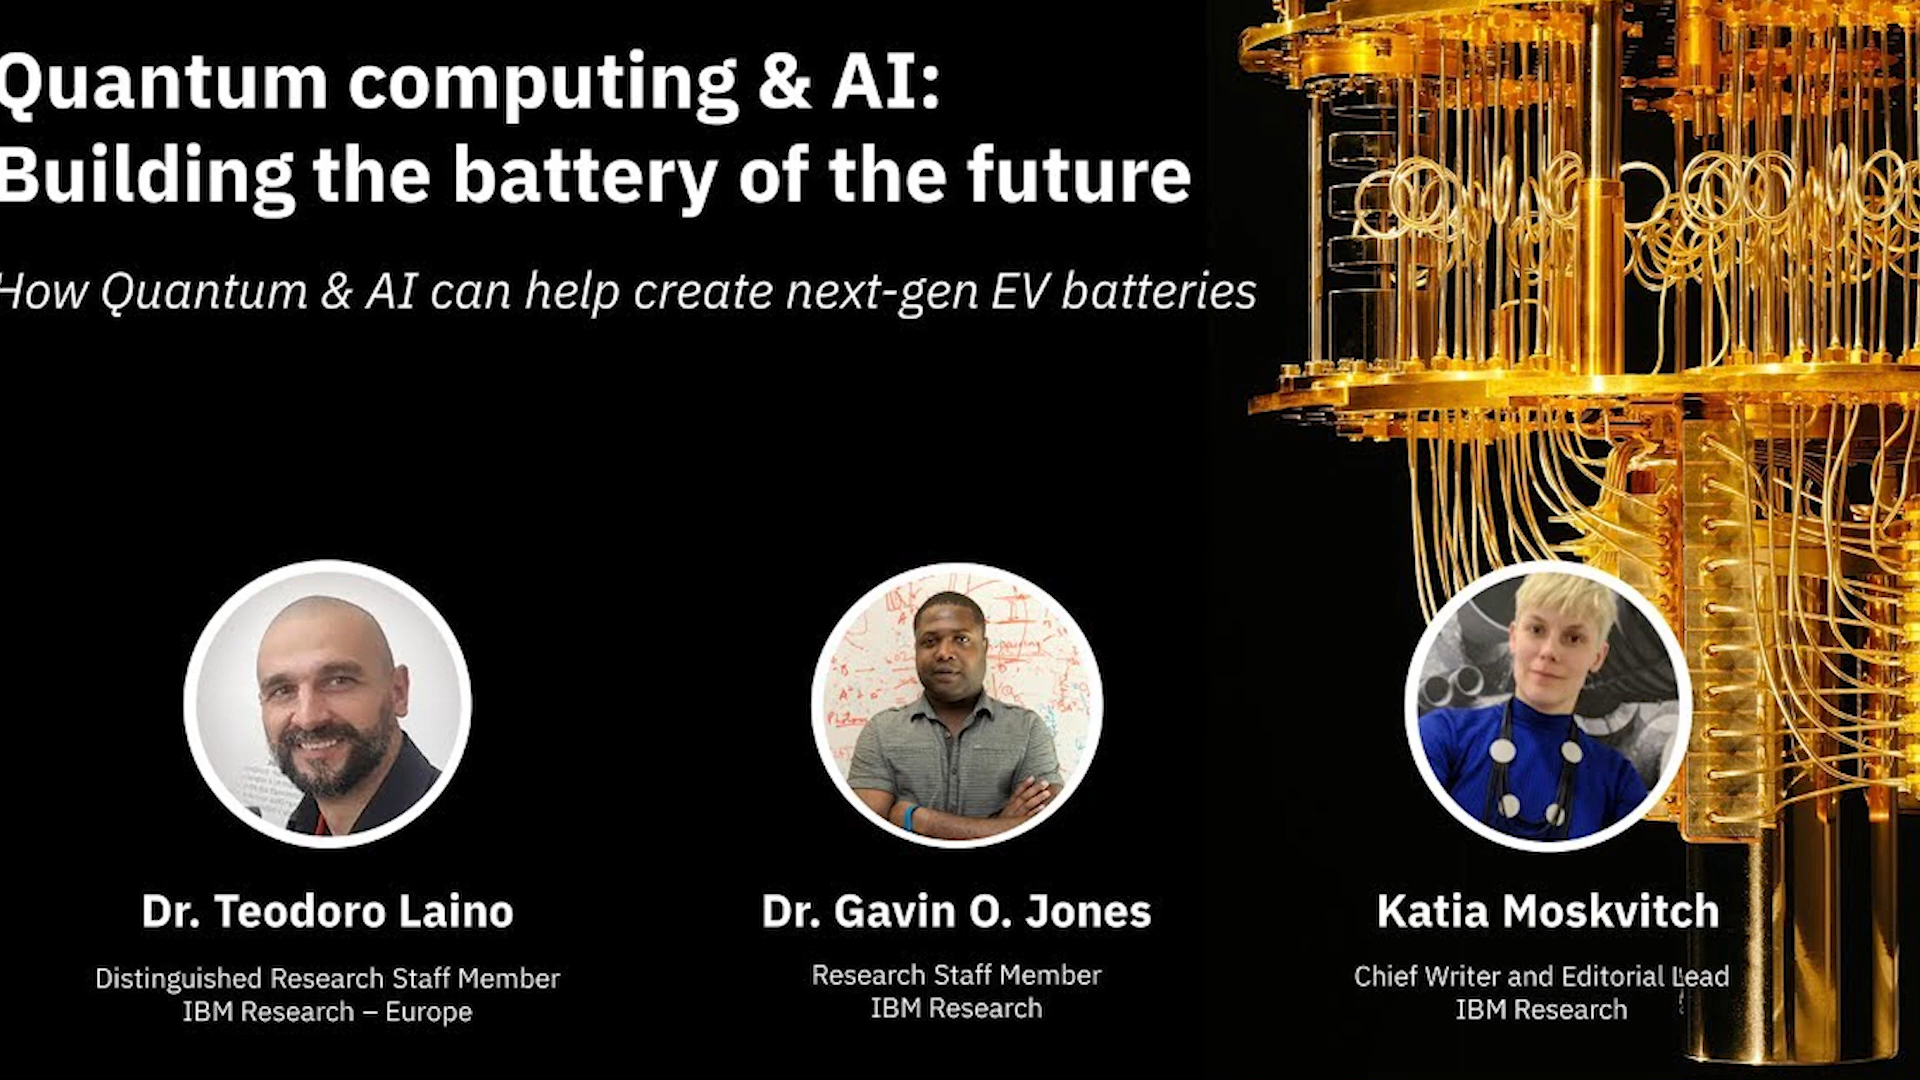 Quantum computing & AI:
Building the battery of the future
How Quantum & AI can help create next-gen EV batteries
Dr. Teodoro Laino
Distinguished Research Staff Member
IBM Research – Europe
Dr. Gavin O. Jones
Research Staff Member
IBM Research
Katia Moskvitch
Chief Writer and Editorial Lead
IBM Research